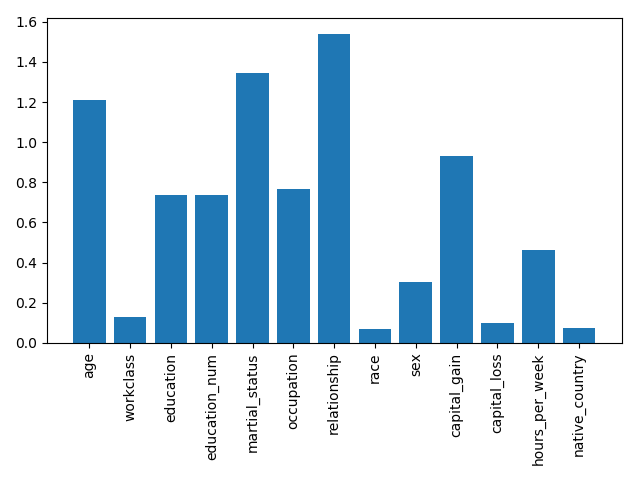 1.6
1.4
1.2
1.0
0.8
0.6
0.4
0.2
0.0
age
workclass
education
education_num
martial_status
occupation
relationship
race
sex
capital_gain
capital_loss
hours_per_week
native_country